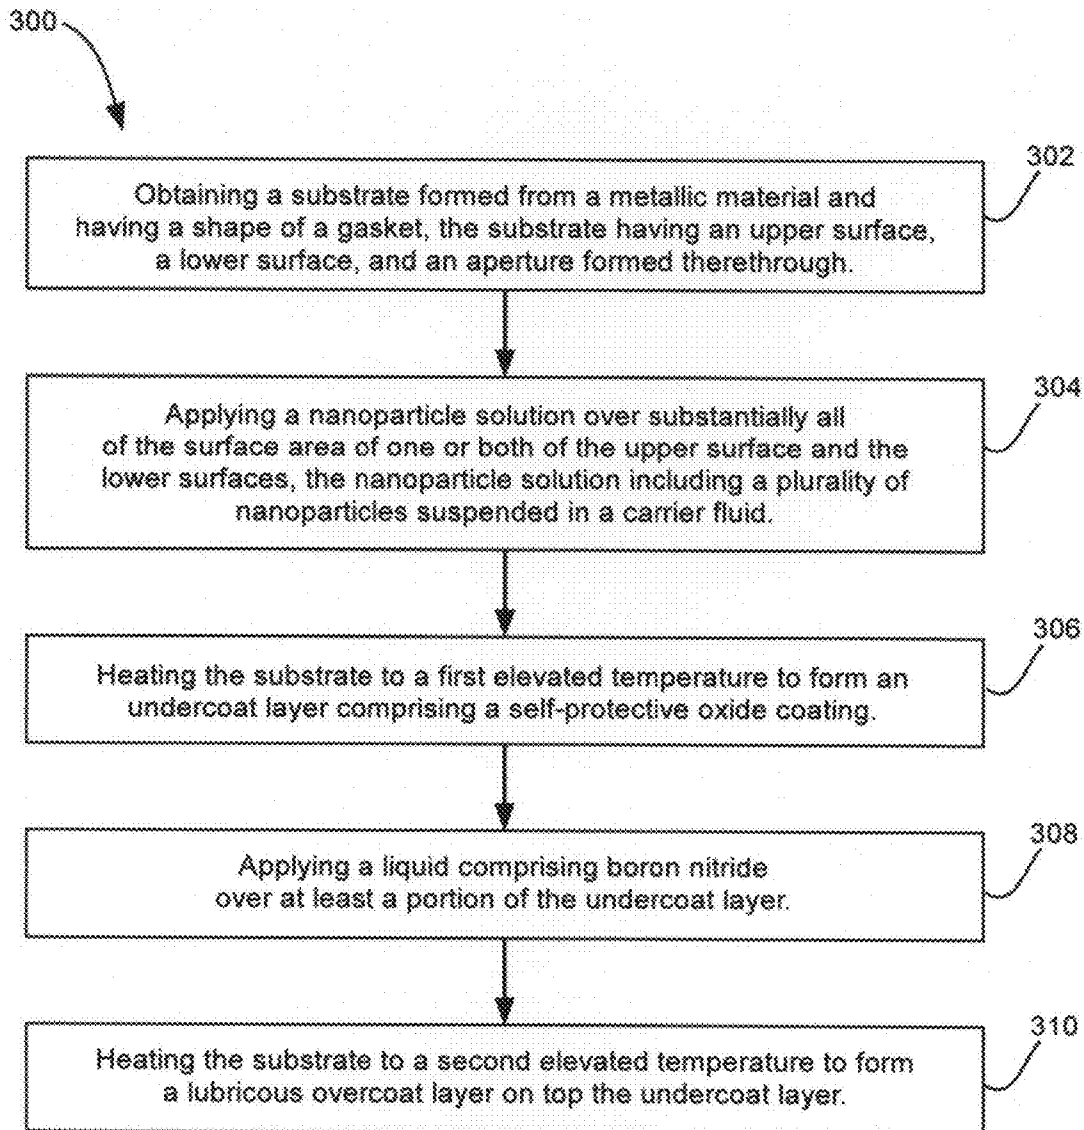 300
302
Obtaining a substrate formed from a metallic material and
having a shape of a gasket, the substrate having an upper surface,
a lower surface, and an aperture formed therethrough.
304
Applying a nanoparticle solution over substantially all
of the surface area of one or both of the upper surface and the
lower surfaces, the nanoparticle solution including a plurality of
nanoparticles suspended in a carrier fluid.
306
Heating the substrate to a first elevated temperature to form an
undercoat layer comprising a self-protective oxide coating.
308
Applying a liquid comprising boron nitride
over at least a portion of the undercoat layer.
310
Heating the substrate to a second elevated temperature to form
a lubricous overcoat layer on top the undercoat layer.